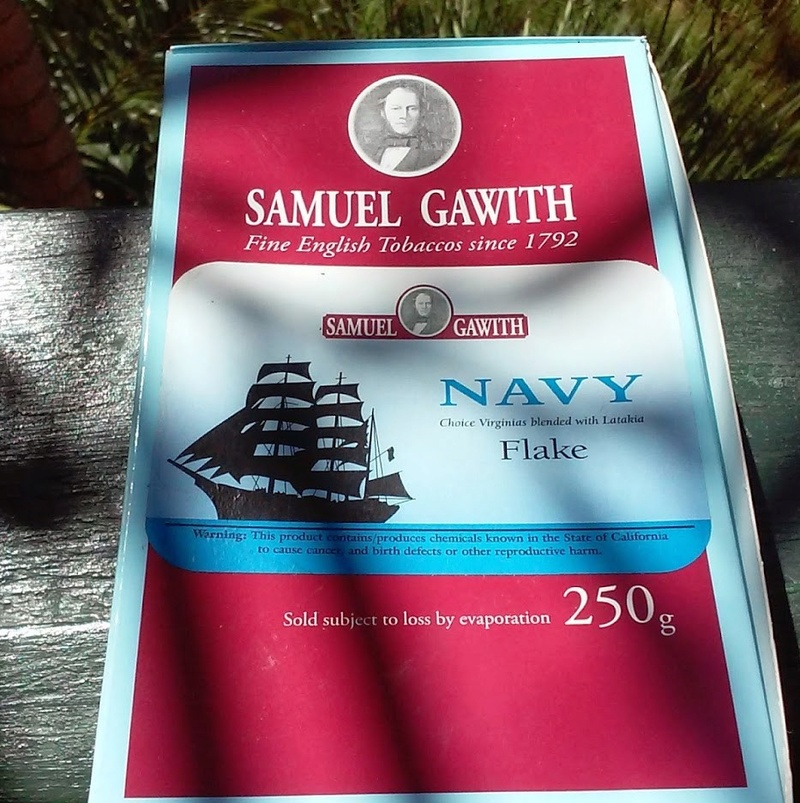 SAMUEL GAWITH
Fine English Tobaccos since 1792
SAMUEL GAWITH
NAVY
Choice Virginias blended with Latakia
Flake
Warning: This product contains/produces chemicals known in the State of California
to cause cancer, and birth defects or other reproductive harm.
Sold subject to loss by evaporation 250g